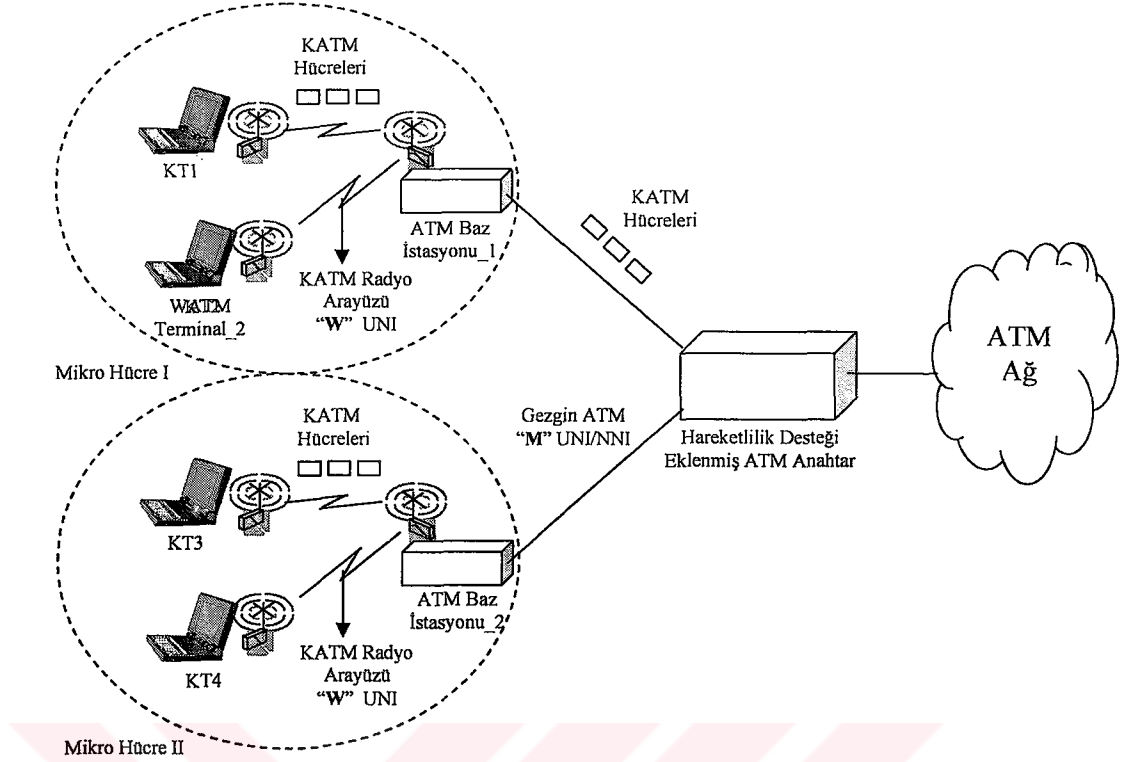 KATM
Hücreleri
KT1
Terminal_2
ATM Baz
İstasyonu_1
KATM Radyo
Arayüzü
“W” UNI
Mikro Hücre I
KATM
Hücreleri
ATM
Ağ
Hareketlilik Desteği
Eklenmiş ATM Anahtar
Gezgin ATM
“M” UNI/NNI
KATM
Hücreleri
KT3
KT4
ATM Baz
İstasyonu_2
KATM Radyo
Arayüzü
“W” UNI
Mikro Hücre II